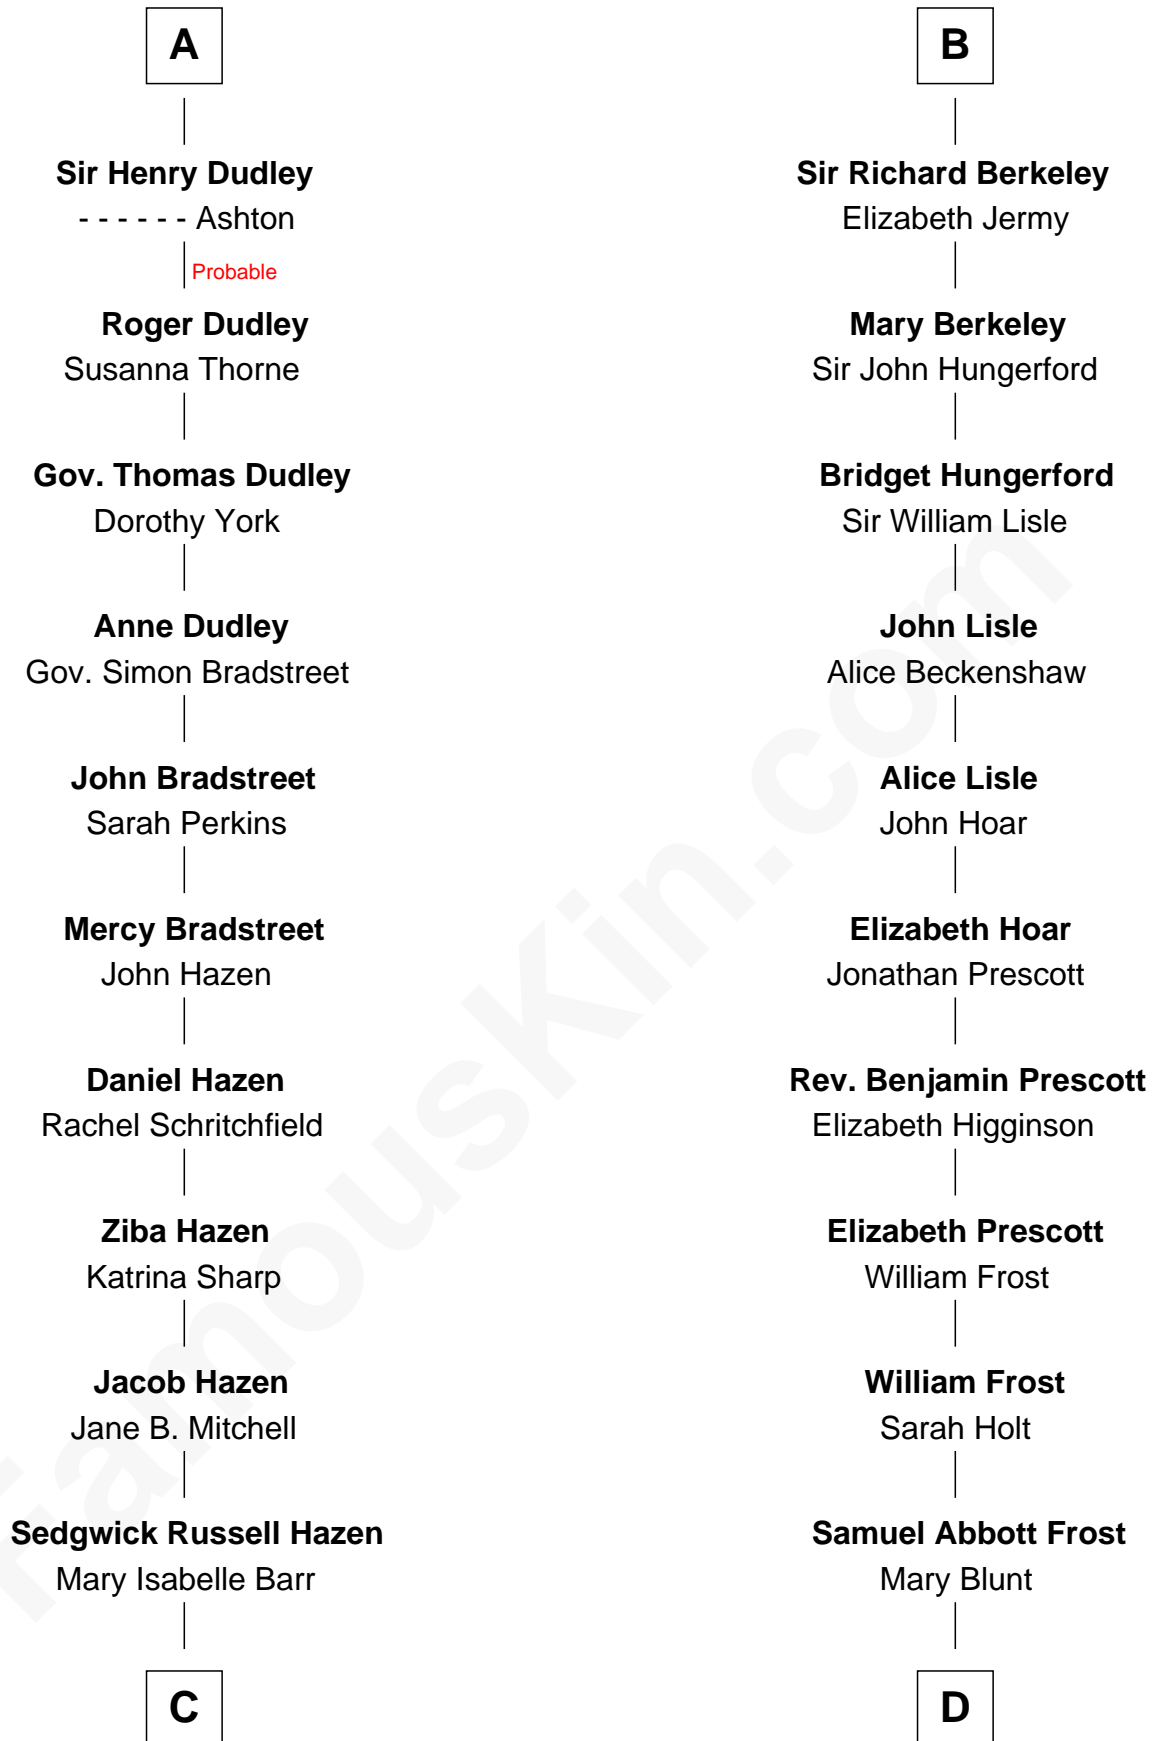 A
Sir Henry Dudley
- - - - - - Ashton
Probable
Roger Dudley
Susanna Thorne
Gov. Thomas Dudley
Dorothy York
Anne Dudley
Gov. Simon Bradstreet
John Bradstreet
Sarah Perkins
Mercy Bradstreet
John Hazen
Daniel Hazen
Rachel Schritchfield
Ziba Hazen
Katrina Sharp
Jacob Hazen
Jane B. Mitchell
Sedgwick Russell Hazen
Mary Isabelle Barr
C
B
Sir Richard Berkeley
Elizabeth Jermy
Mary Berkeley
Sir John Hungerford
Bridget Hungerford
Sir William Lisle
John Lisle
Alice Beckenshaw
Alice Lisle
John Hoar
Elizabeth Hoar
Jonathan Prescott
Rev. Benjamin Prescott
Elizabeth Higginson
Elizabeth Prescott
William Frost
William Frost
Sarah Holt
Samuel Abbott Frost
Mary Blunt
D
FamousKin.com